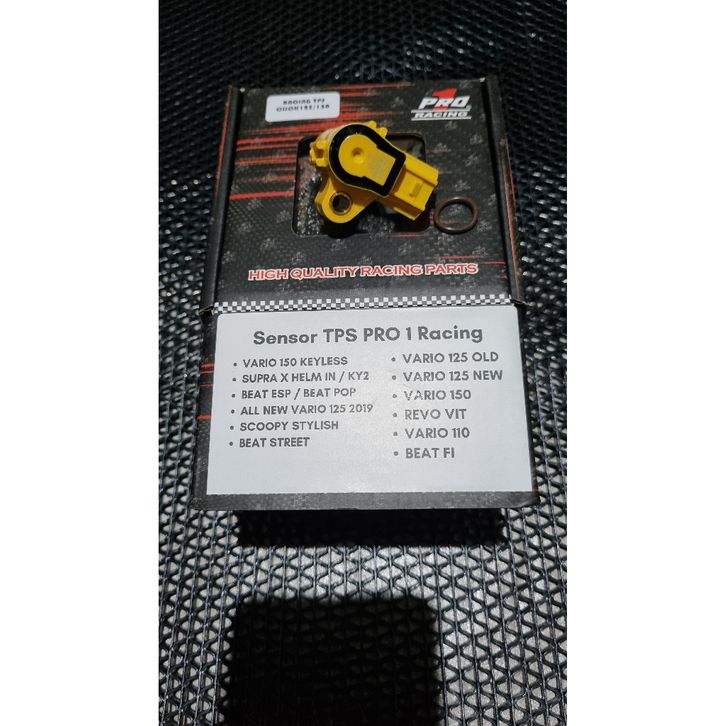 PRO 1
RACING
HIGH QUALITY RACING PARTS
Sensor TPS PRO 1 Racing
• VARIO 150 KEYLESS
• SUPRA X HELM IN / KY2
• BEAT ESP / BEAT POP
• ALL NEW VARIO 125 2019
• SCOOPY STYLISH
• BEAT STREET
• VARIO 125 OLD
• VARIO 125 NEW
• VARIO 150
• REVO VIT
• VARIO 110
• BEAT FI